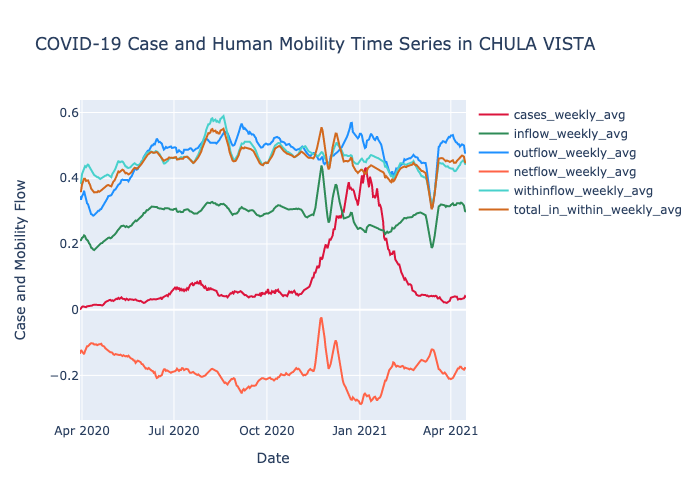 COVID-19 Case and Human Mobility Time Series in CHULA VISTA
Case and Mobility Flow
0.6
0.4
0.2
0
−0.2
Apr 2020
Jul 2020
Oct 2020
Jan 2021
Apr 2021
Date
cases_weekly_avg
inflow_weekly_avg
outflow_weekly_avg
netflow_weekly_avg
withinflow_weekly_avg
total_in_within_weekly_avg